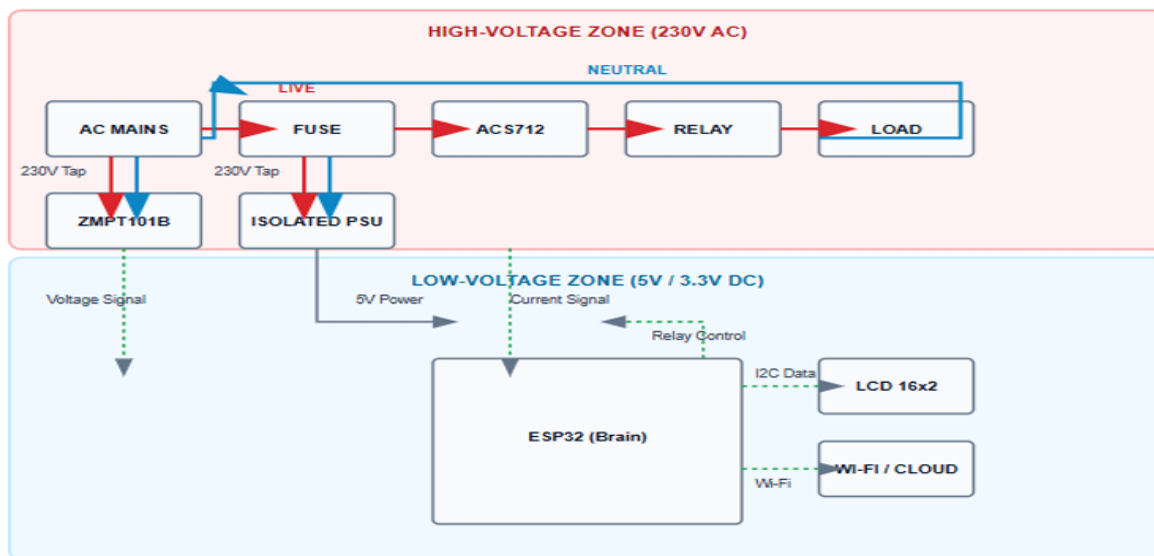 HIGH-VOLTAGE ZONE (230V AC)
NEUTRAL
LIVE
AC MAINS
FUSE
ACS712
RELAY
LOAD
230V Tap
230V Tap
ZMPT101B
ISOLATED PSU
LOW-VOLTAGE ZONE (5V / 3.3V DC)
Voltage Signal
5V Power
Current Signal
Relay Control
I2C Data
LCD 16x2
ESP32 (Brain)
WI-FI / CLOUD
Wi-Fi